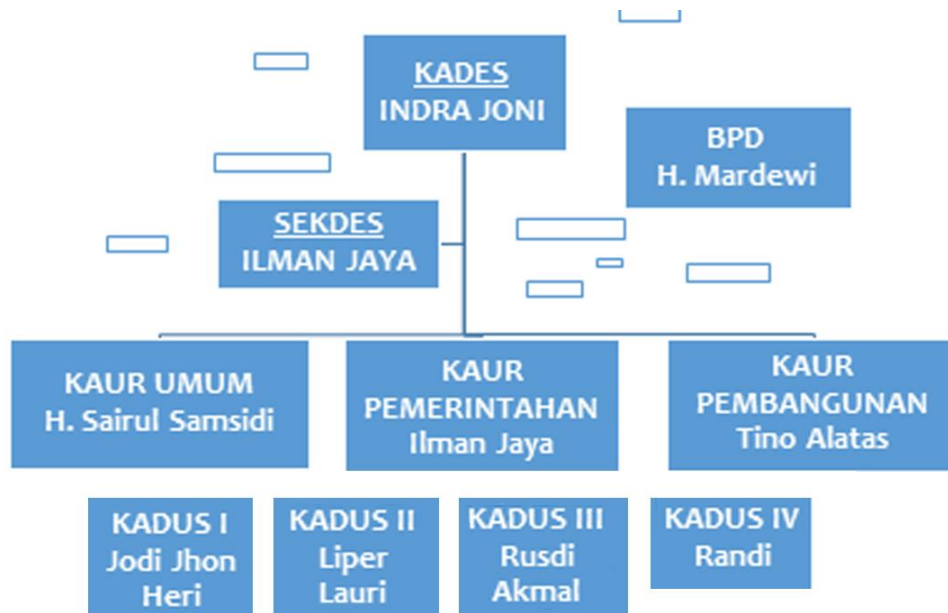 KADES
INDRA JONI
BPD
H. Mardewi
SEKDES
ILMAN JAYA
KAUR UMUM
H. Sairul Samsidi
KAUR
PEMERINTAHAN
Ilman Jaya
KAUR
PEMBANGUNAN
Tino Alatas
KADUS I
Jodi Jhon
Heri
KADUS II
Liper
Lauri
KADUS III
Rusdi
Akmal
KADUS IV
Randi